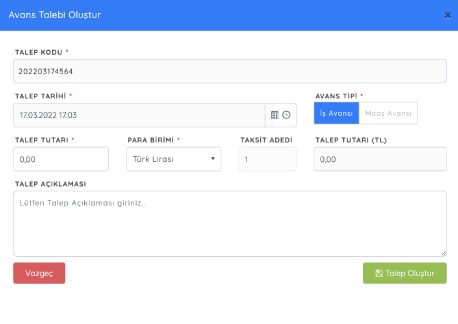 Avans Talebi Oluştur
×
TALEP KODU *
202203174564
TALEP TARİHİ *
AVANS TİPİ *
17.03.2022 17.03
İş Avansı
Maaş Avansı
TALEP TUTARI *
PARA BİRİMİ *
TAKSİT ADEDİ
TALEP TUTARI (TL)
0,00
Türk Lirası
1
0,00
TALEP AÇIKLAMASI
Lütfen Talep Açıklaması giriniz..
Vazgeç
Talep Oluştur